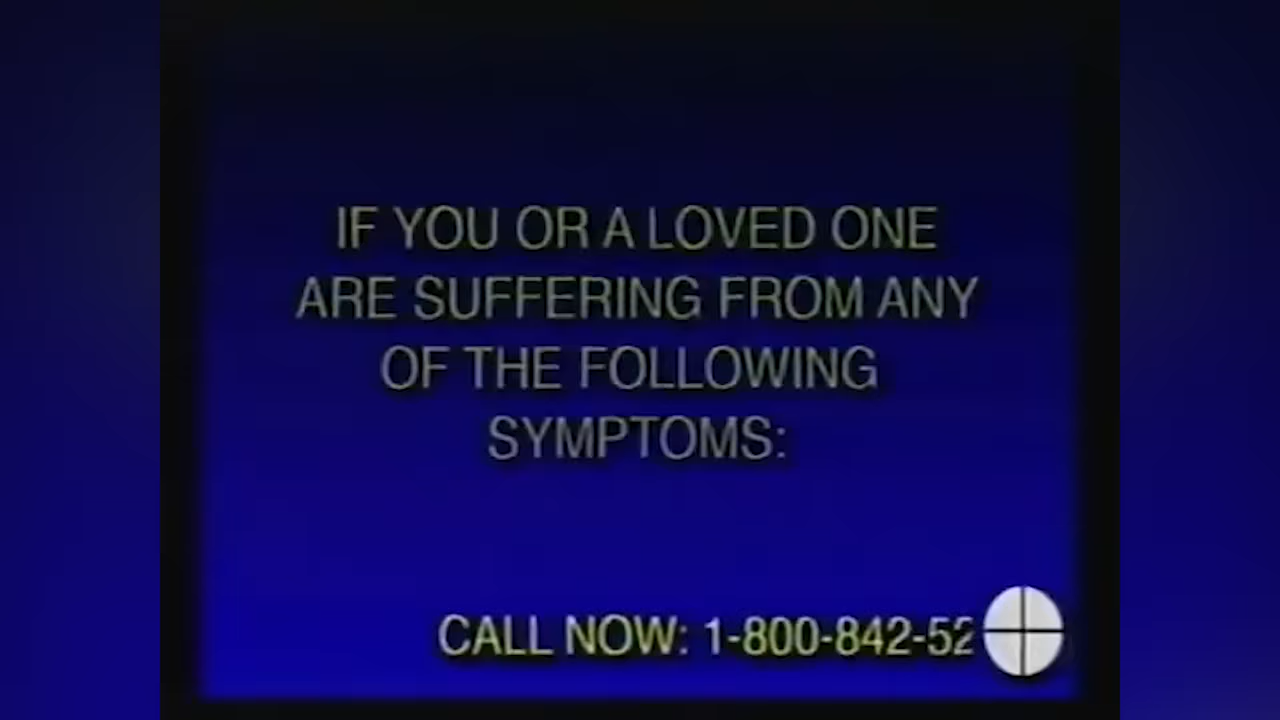 IF YOU OR A LOVED ONE
ARE SUFFERING FROM ANY
OF THE FOLLOWING
SYMPTOMS:
CALL NOW: 1-800-842-52